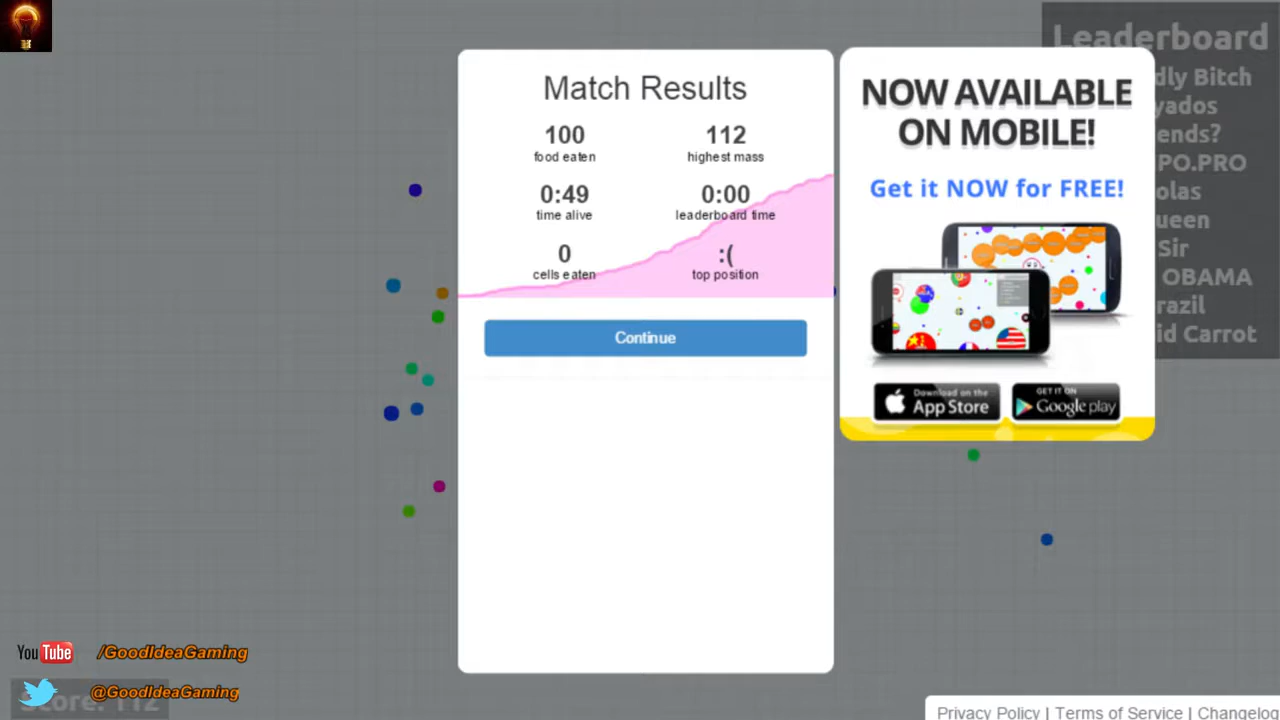 Leaderboard
dly Bitch
yados
ends?
PO.PRO
olas
ueen
Sir
OBAMA
razil
id Carrot
Match Results
100
food eaten
112
highest mass
0:49
time alive
0:00
leaderboard time
0
cells eaten
:(
top position
Continue
NOW AVAILABLE
ON MOBILE!
Get it NOW for FREE!
Download on the
App Store
GET IT ON
Google play
YouTube /GoodIdeaGaming
@GoodIdeaGaming
Score: 112
Privacy Policy | Terms of Service | Changelog